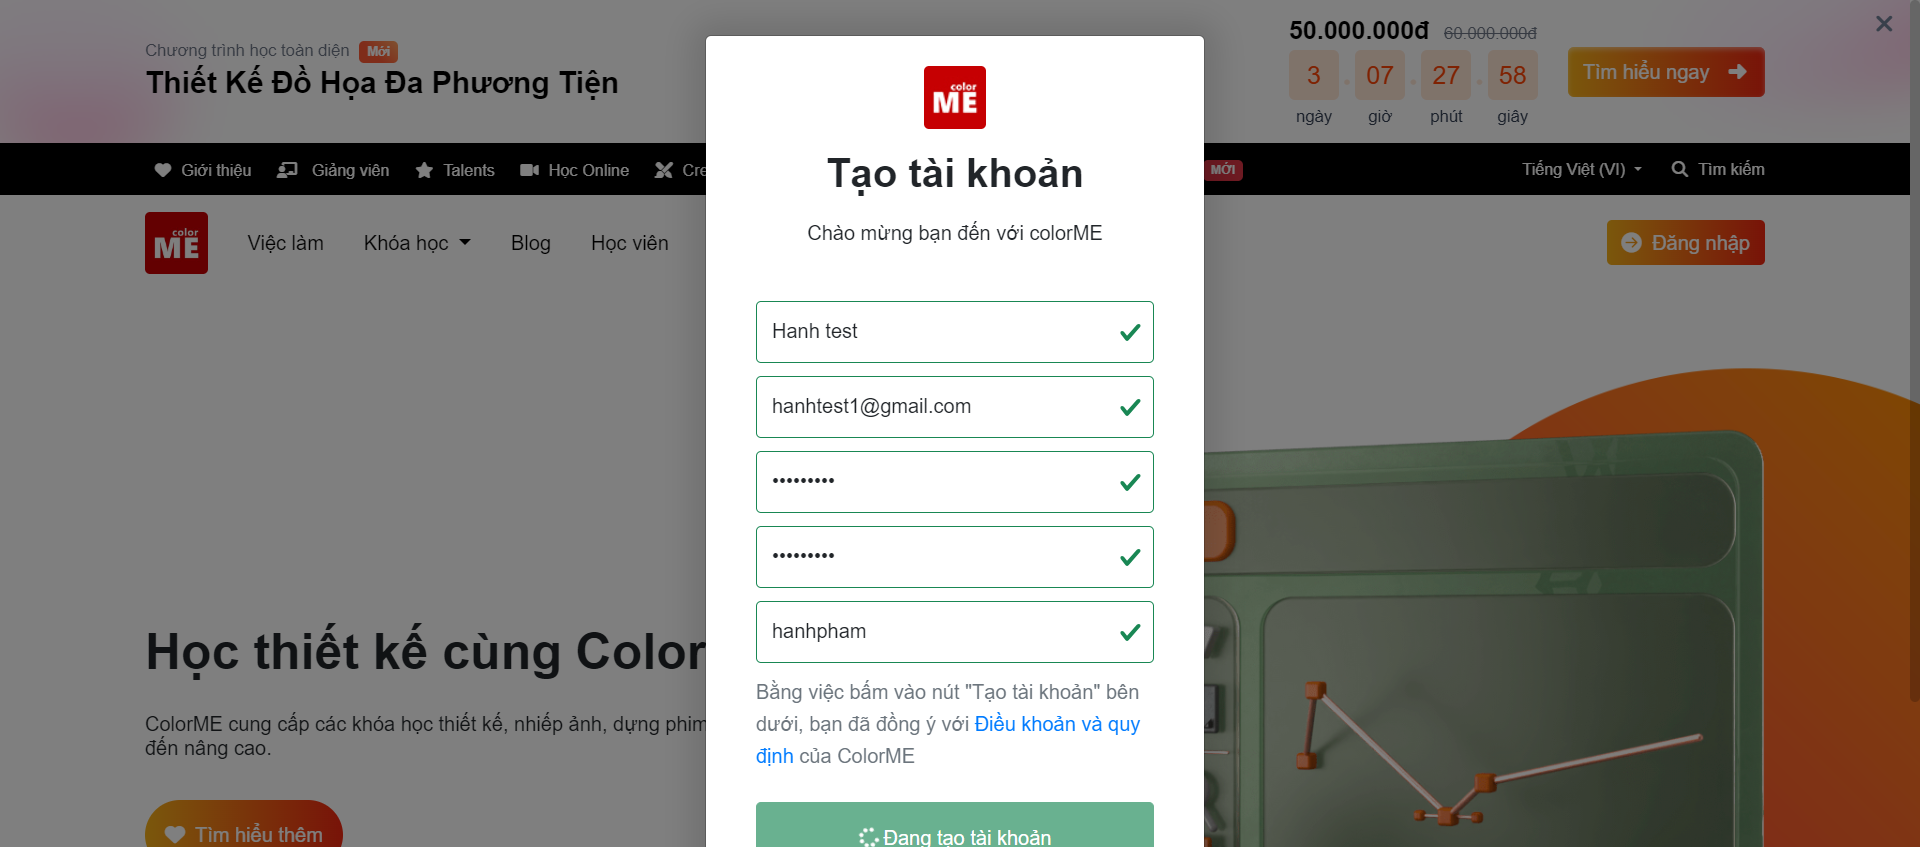 Chương trình học toàn diện Mới
Thiết Kế Đồ Họa Đa Phương Tiện
50.000.000đ 60.000.000đ
3 . 07 . 27 . 58
ngày giờ phút giây
Tìm hiểu ngay
Giới thiệu Giảng viên Talents Học Online Cre
MỚI
Tiếng Việt (VI) Tìm kiếm
color
ME
Việc làm Khóa học Blog Học viên
Đăng nhập
color
ME
Tạo tài khoản
Chào mừng bạn đến với colorME
Hanh test
hanhtest1@gmail.com
•••••••••
•••••••••
hanhpham
Bằng việc bấm vào nút "Tạo tài khoản" bên
dưới, bạn đã đồng ý với Điều khoản và quy
định của ColorME
Đang tạo tài khoản
Học thiết kế cùng Color
ColorME cung cấp các khóa học thiết kế, nhiếp ảnh, dựng phim
đến nâng cao.
Tìm hiểu thêm